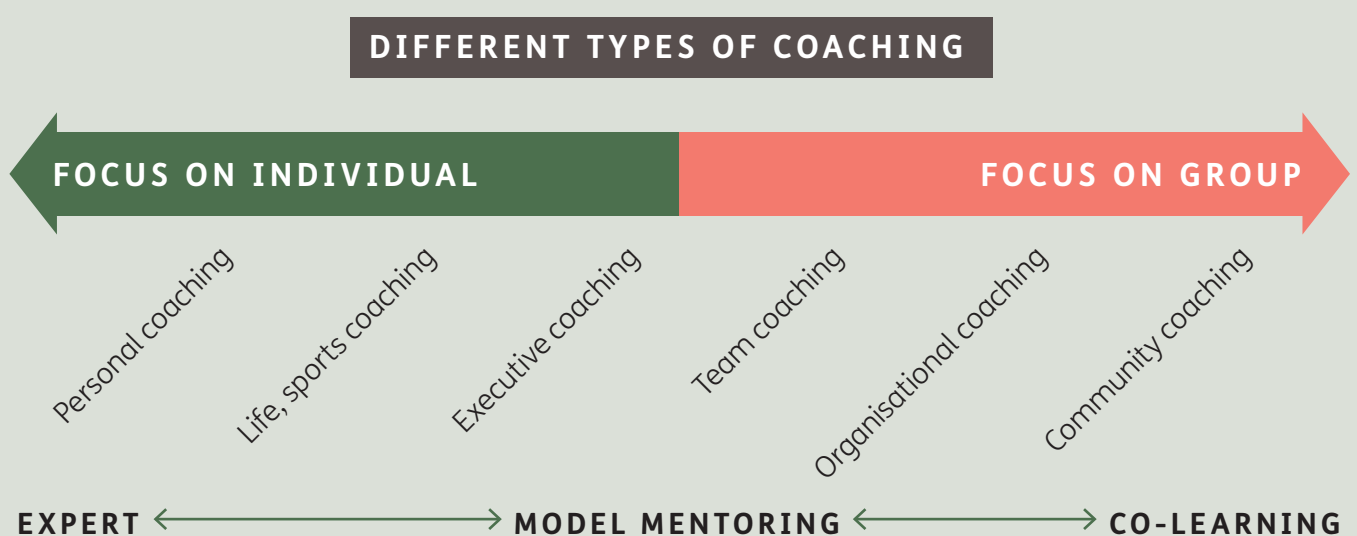 DIFFERENT TYPES OF COACHING
FOCUS ON INDIVIDUAL
FOCUS ON GROUP
Personal coaching
Life, sports coaching
Executive coaching
Team coaching
Organisational coaching
Community coaching
EXPERT
MODEL MENTORING
CO-LEARNING